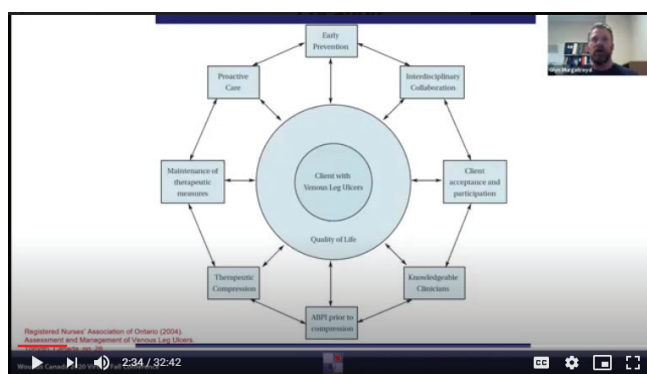 Early
Prevention
Proactive
Care
Interdisciplinary
Collaboration
Maintenance of
therapeutic
measures
Client with
Venous Leg Ulcers
Client
acceptance and
participation
Quality of Life
Therapeutic
Compression
Knowledgeable
Clinicians
ABPI prior to
compression
Registered Nurses' Association of Ontario (2004).
Assessment and Management of Venous Leg Ulcers.
2:34 / 32:42
CC